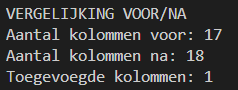 VERGELIJKING VOOR/NA
Aantal kolommen voor: 17
Aantal kolommen na: 18
Toegevoegde kolommen: 1